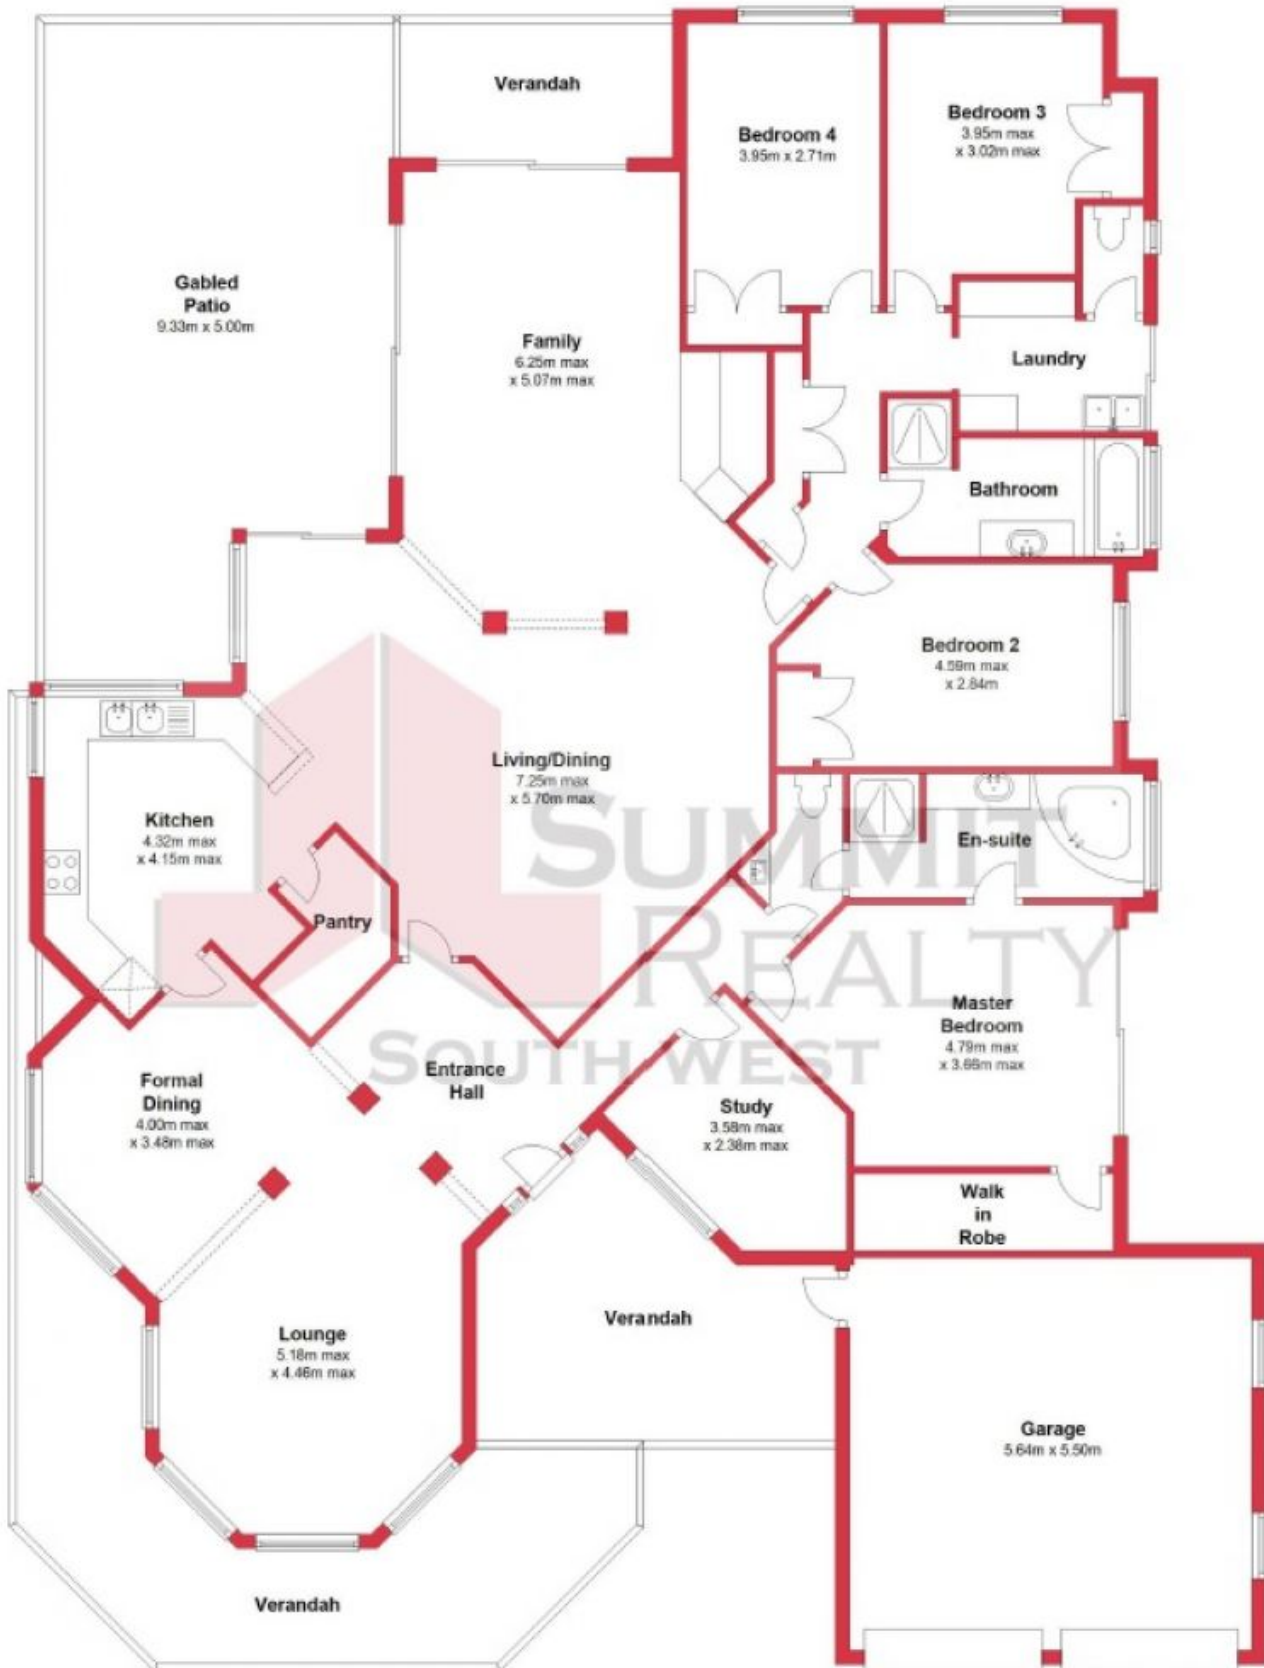 Verandah
Bedroom 4
3.95m x 2.71m
Bedroom 3
3.95m max
x 3.02m max
Gabled
Patio
9.33m x 5.00m
Family
6.25m max
x 5.07m max
Laundry
Bathroom
Bedroom 2
4.59m max
x 2.84m
Living/Dining
7.25m max
x 5.70m max
Kitchen
4.32m max
x 4.15m max
En-suite
Pantry
SUMMIT
REALTY
SOUTH WEST
Master
Bedroom
4.79m max
x 3.66m max
Entrance
Hall
Formal
Dining
4.00m max
x 3.48m max
Study
3.58m max
x 2.38m max
Walk
in
Robe
Verandah
Lounge
5.18m max
x 4.46m max
Garage
5.64m x 5.50m
Verandah